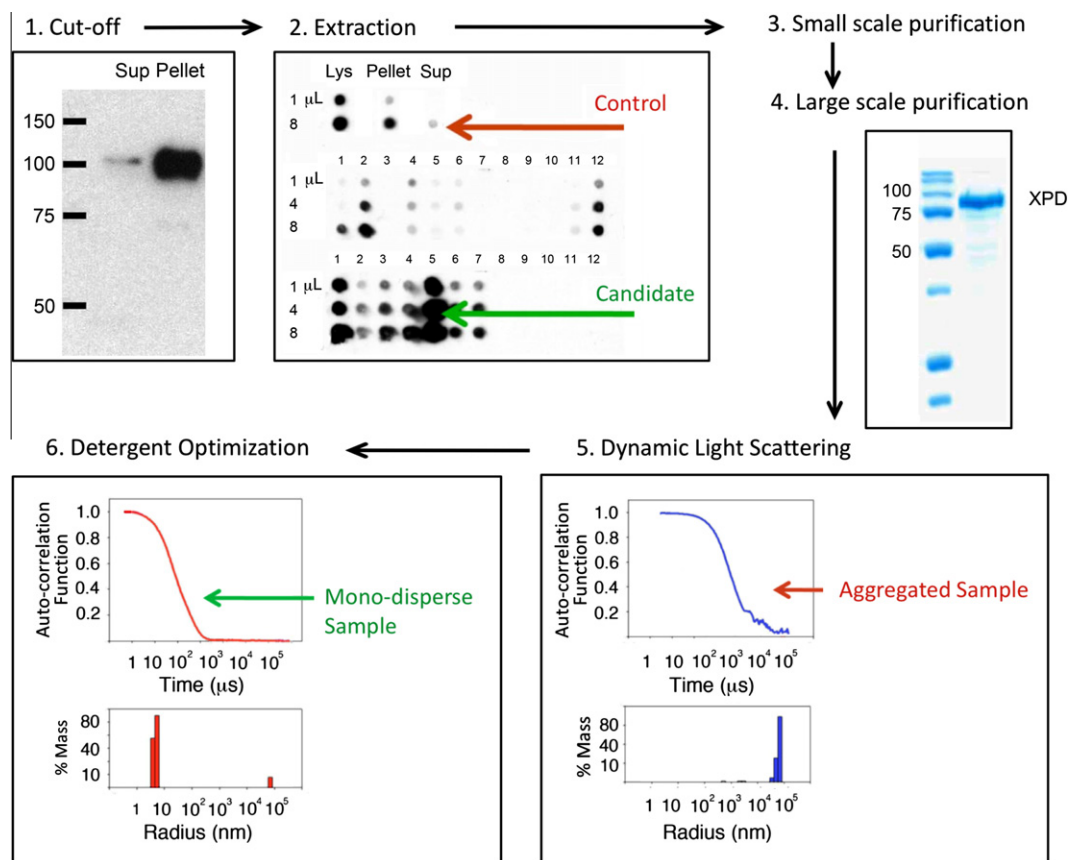 1. Cut-off
2. Extraction
3. Small scale purification
4. Large scale purification
Sup Pellet
150
100
75
50
Lys Pellet Sup
1 μL
8
Control
1 2 3 4 5 6 7 8 9 10 11 12
1 μL
4
8
1 2 3 4 5 6 7 8 9 10 11 12
1 μL
4
8
Candidate
100
75
50
XPD
6. Detergent Optimization
5. Dynamic Light Scattering
Auto-correlation
Function
1.0
0.8
0.6
0.4
0.2
1 10 10² 10³ 10⁴ 10⁵
Time (μs)
Mono-disperse
Sample
% Mass
80
40
10
1 10 10² 10³ 10⁴ 10⁵
Radius (nm)
Auto-correlation
Function
1.0
0.8
0.6
0.4
0.2
1 10 10² 10³ 10⁴ 10⁵
Time (μs)
Aggregated Sample
% Mass
80
40
10
1 10 10² 10³ 10⁴ 10⁵
Radius (nm)